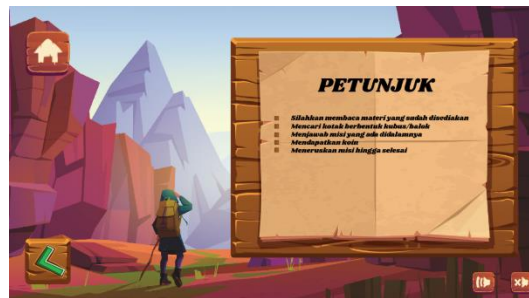 PETUNJUK
Silahkan membaca materi yang sudah disediakan
Mencari kotak berbentuk kubus/balok
Menjawab misi yang ada didalamnya
Mendapatkan koin
Meneruskan misi hingga selesai